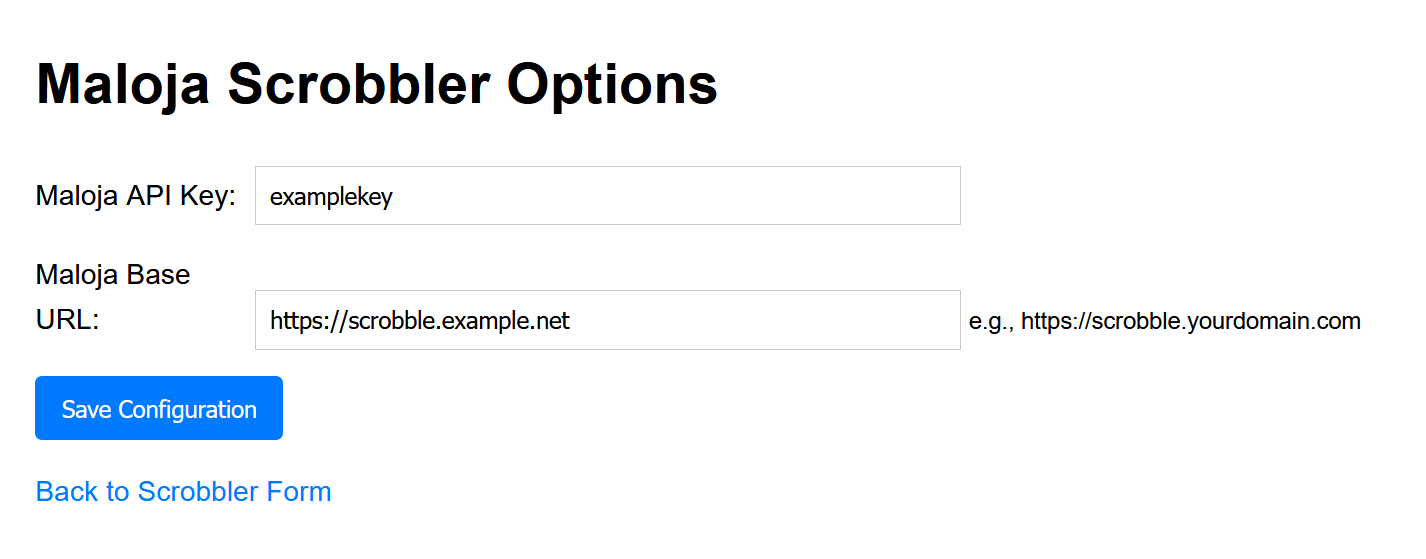 Maloja Scrobbler Options
Maloja API Key: examplekey
Maloja Base
URL: https://scrobble.example.net e.g., https://scrobble.yourdomain.com
Save Configuration
Back to Scrobbler Form